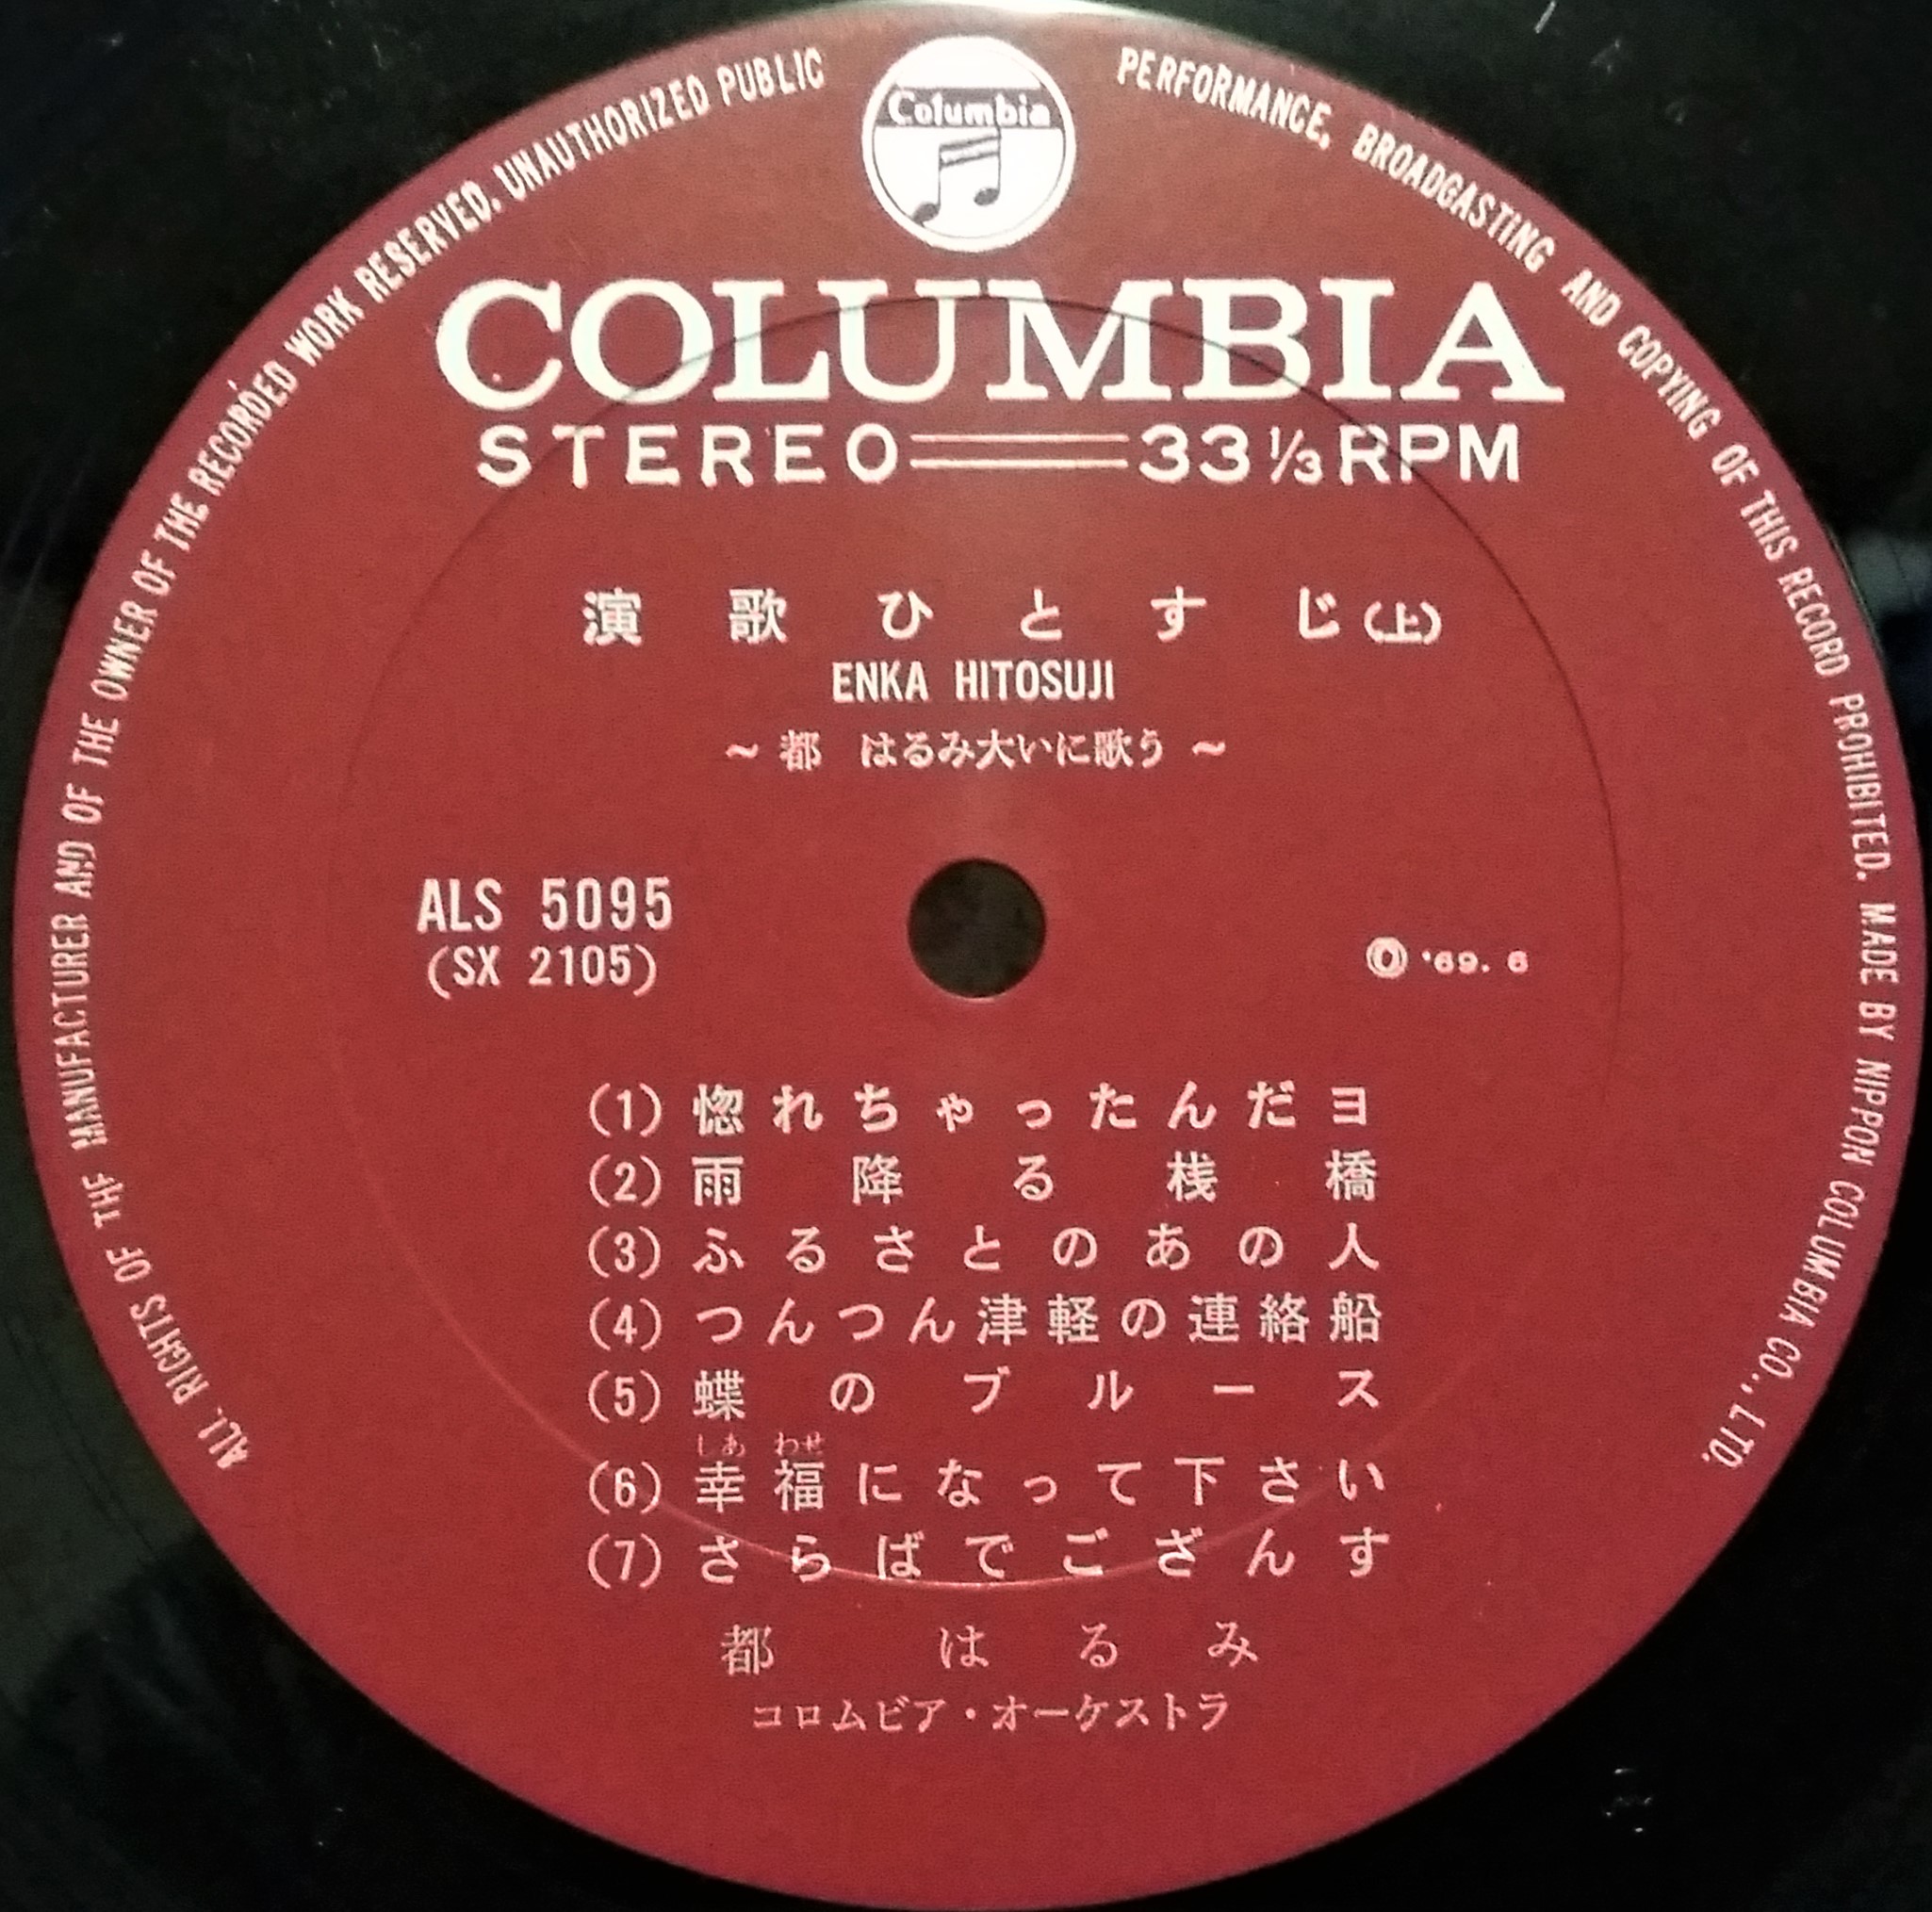 ALL RIGHTS OF THE MANUFACTURER AND OF THE OWNER OF THE RECORDED WORK RESERVED. UNAUTHORIZED PUBLIC PERFORMANCE, BROADGASTING AND COPYING OF THIS RECORD PROHIBITED. MADE BY NIPPON COLUMBIA CO., LTD.
Columbia
COLUMBIA
STEREO 33 1/3 RPM
演歌ひとすじ(上)
ENKA HITOSUJI
~ 都 はるみ大いに歌う ~
ALS 5095
(SX 2105)
Ⓞ '69. 6
(1) 惚れちゃったんだヨ
(2) 雨降る桟橋
(3) ふるさとのあの人
(4) つんつん津軽の連絡船
(5) 蝶のブルース
しあ わせ
(6) 幸福になって下さい
(7) さらばでござんす
都 はるみ
コロムビア・オーケストラ